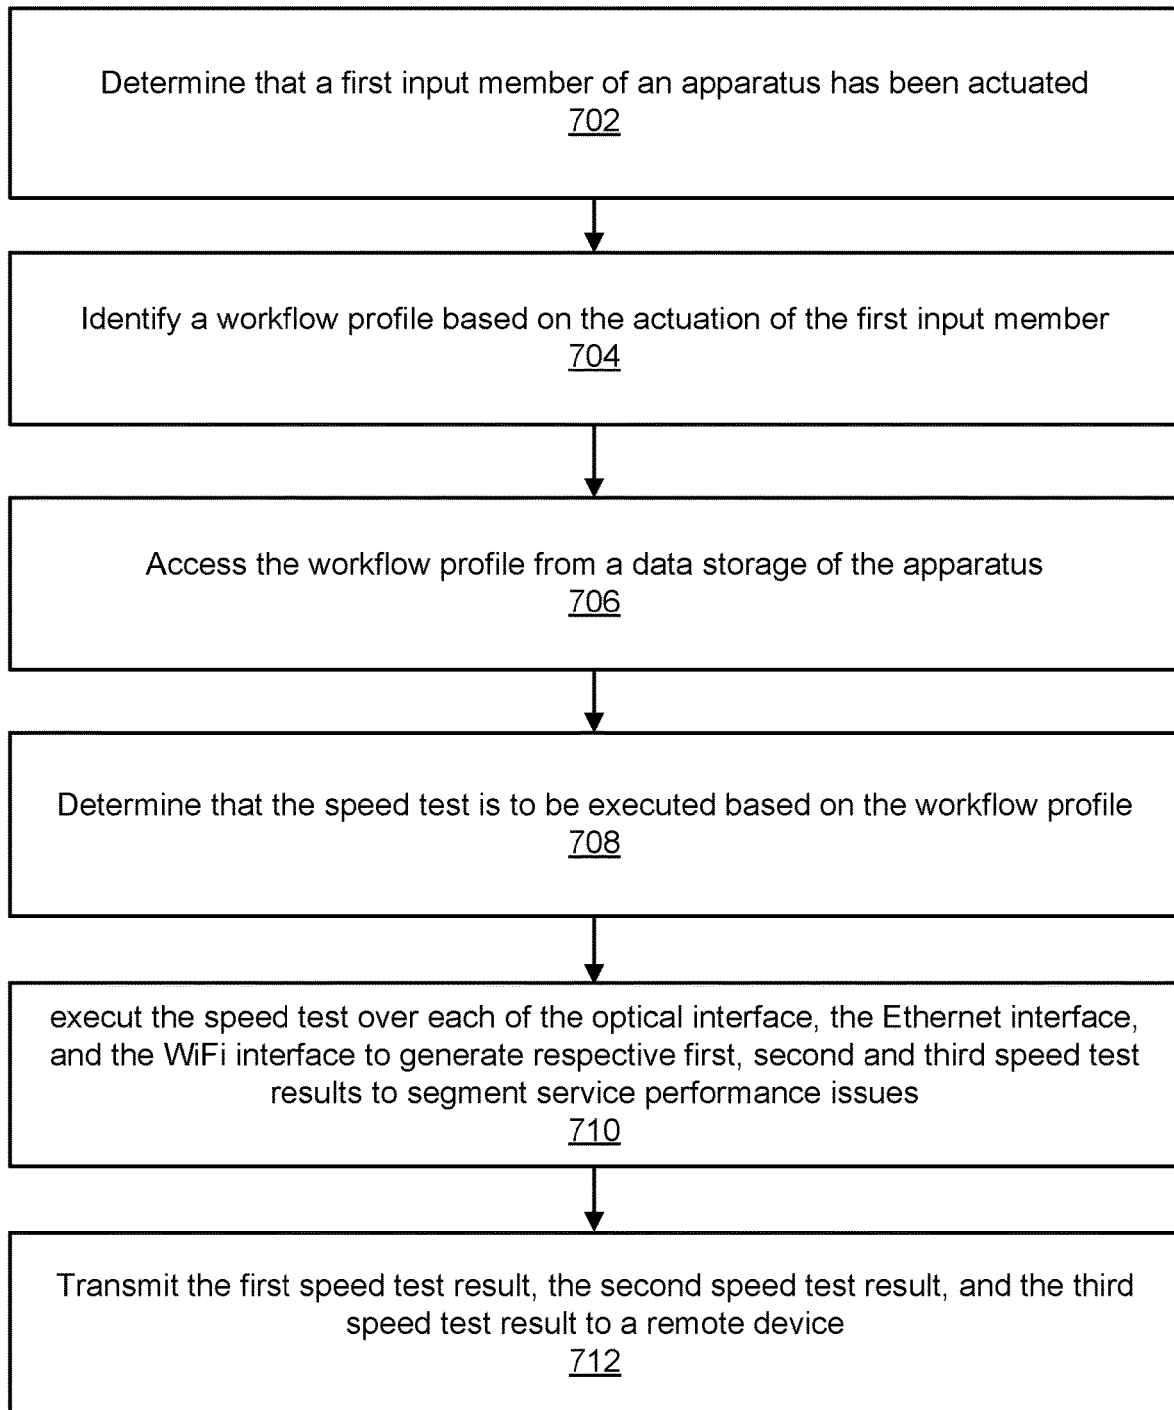 Determine that a first input member of an apparatus has been actuated
702
Identify a workflow profile based on the actuation of the first input member
704
Access the workflow profile from a data storage of the apparatus
706
Determine that the speed test is to be executed based on the workflow profile
708
execut the speed test over each of the optical interface, the Ethernet interface,
and the WiFi interface to generate respective first, second and third speed test
results to segment service performance issues
710
Transmit the first speed test result, the second speed test result, and the third
speed test result to a remote device
712